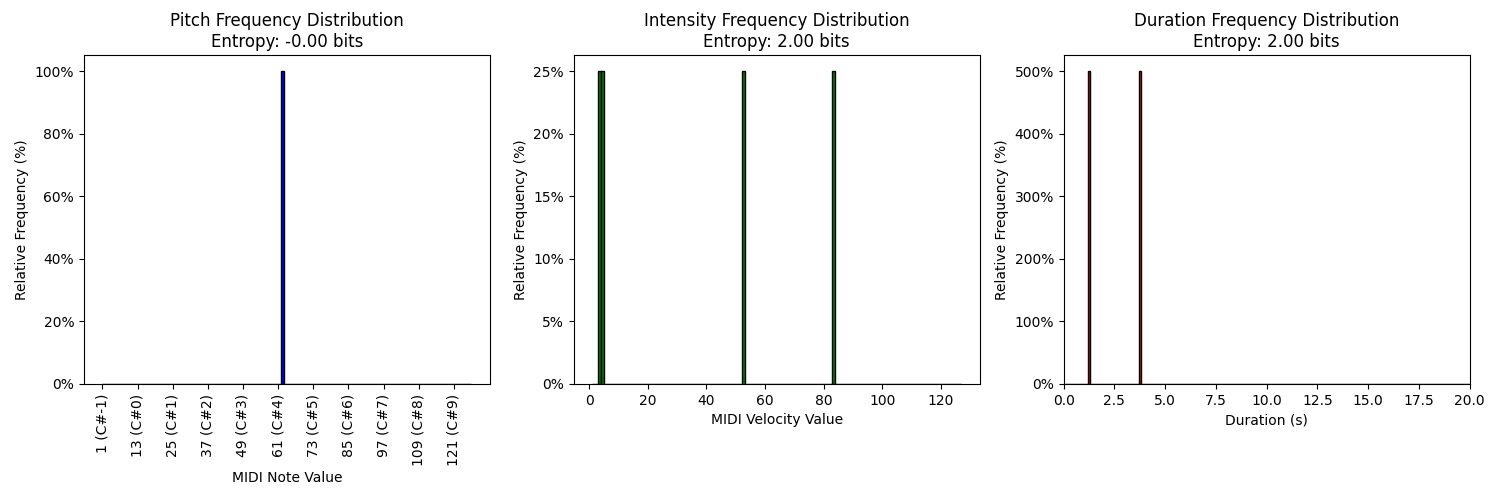 Pitch Frequency Distribution
Entropy: -0.00 bits
Relative Frequency (%)
100%
80%
60%
40%
20%
0%
1 (C#-1)
13 (C#0)
25 (C#1)
37 (C#2)
49 (C#3)
61 (C#4)
73 (C#5)
85 (C#6)
97 (C#7)
109 (C#8)
121 (C#9)
MIDI Note Value
Intensity Frequency Distribution
Entropy: 2.00 bits
Relative Frequency (%)
25%
20%
15%
10%
5%
0%
0 20 40 60 80 100 120
MIDI Velocity Value
Duration Frequency Distribution
Entropy: 2.00 bits
Relative Frequency (%)
500%
400%
300%
200%
100%
0%
0.0 2.5 5.0 7.5 10.0 12.5 15.0 17.5 20.0
Duration (s)